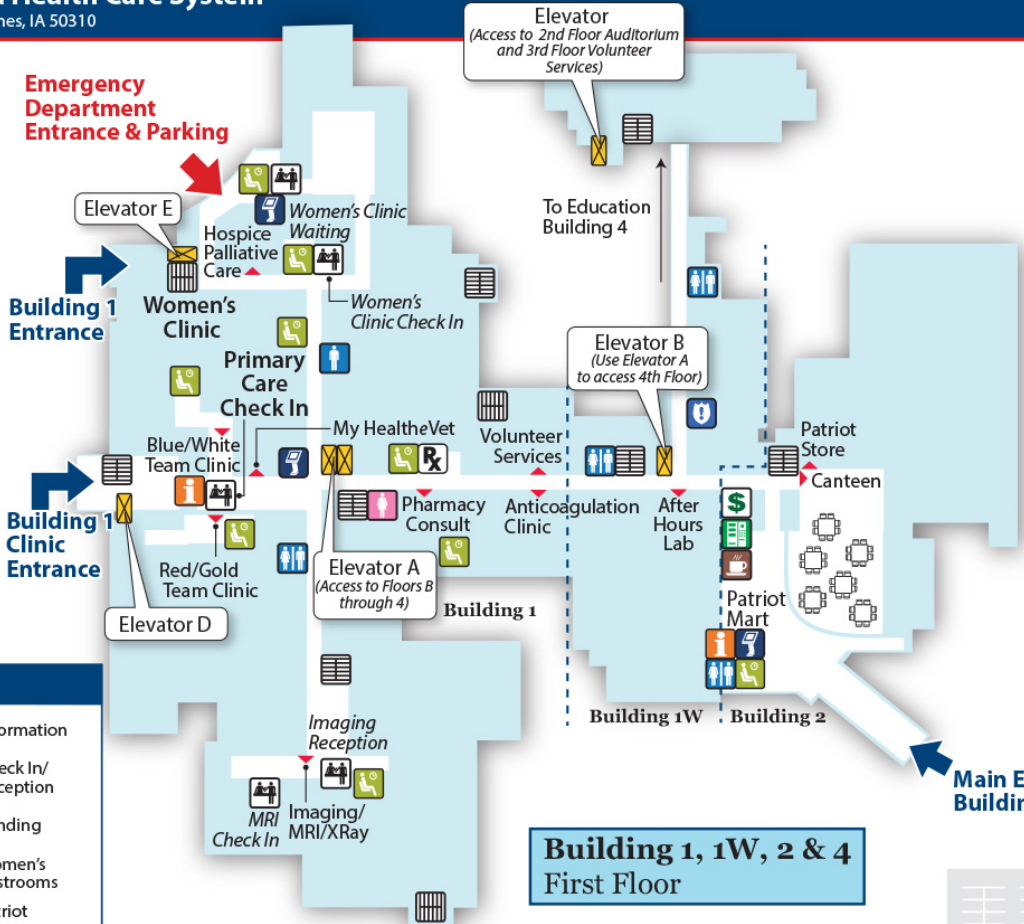 Health Care System
nes, IA 50310
Elevator
(Access to 2nd Floor Auditorium
and 3rd Floor Volunteer
Services)
Emergency
Department
Entrance & Parking
Elevator E
Women's Clinic
Waiting
To Education
Building 4
Hospice
Palliative
Care
Building 1
Entrance
Women's
Clinic
Women's
Clinic Check In
Elevator B
(Use Elevator A
to access 4th Floor)
Primary
Care
Check In
My HealtheVet
Rx
Volunteer
Services
Patriot
Store
Canteen
Blue/White
Team Clinic
i
Building 1
Clinic
Entrance
Pharmacy
Consult
Anticoagulation
Clinic
After
Hours
Lab
$
Red/Gold
Team Clinic
Elevator A
(Access to Floors B
through 4)
Building 1
Elevator D
Patriot
Mart
i
Building 1W
Building 2
Imaging
Reception
MRI
Check In
Imaging/
MRI/XRay
Main E
Buildin
ormation
eck In/
ception
nding
omen's
strooms
triot
Building 1, 1W, 2 & 4
First Floor